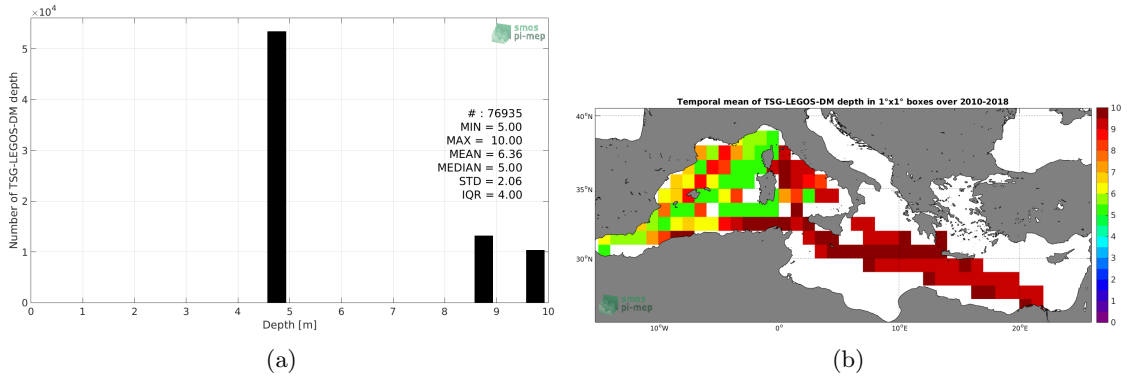 ×10⁴
smos
pi-mep
Number of TSG-LEGOS-DM depth
5
4
3
2
1
0
# : 76935
MIN = 5.00
MAX = 10.00
MEAN = 6.36
MEDIAN = 5.00
STD = 2.06
IQR = 4.00
0 1 2 3 4 5 6 7 8 9 10
Depth [m]
(a)
Temporal mean of TSG-LEGOS-DM depth in 1°x1° boxes over 2010-2018
40°N
35°N
30°N
10°W 0° 10°E 20°E
smos
pi-mep
10
9
8
7
6
5
4
3
2
1
0
(b)